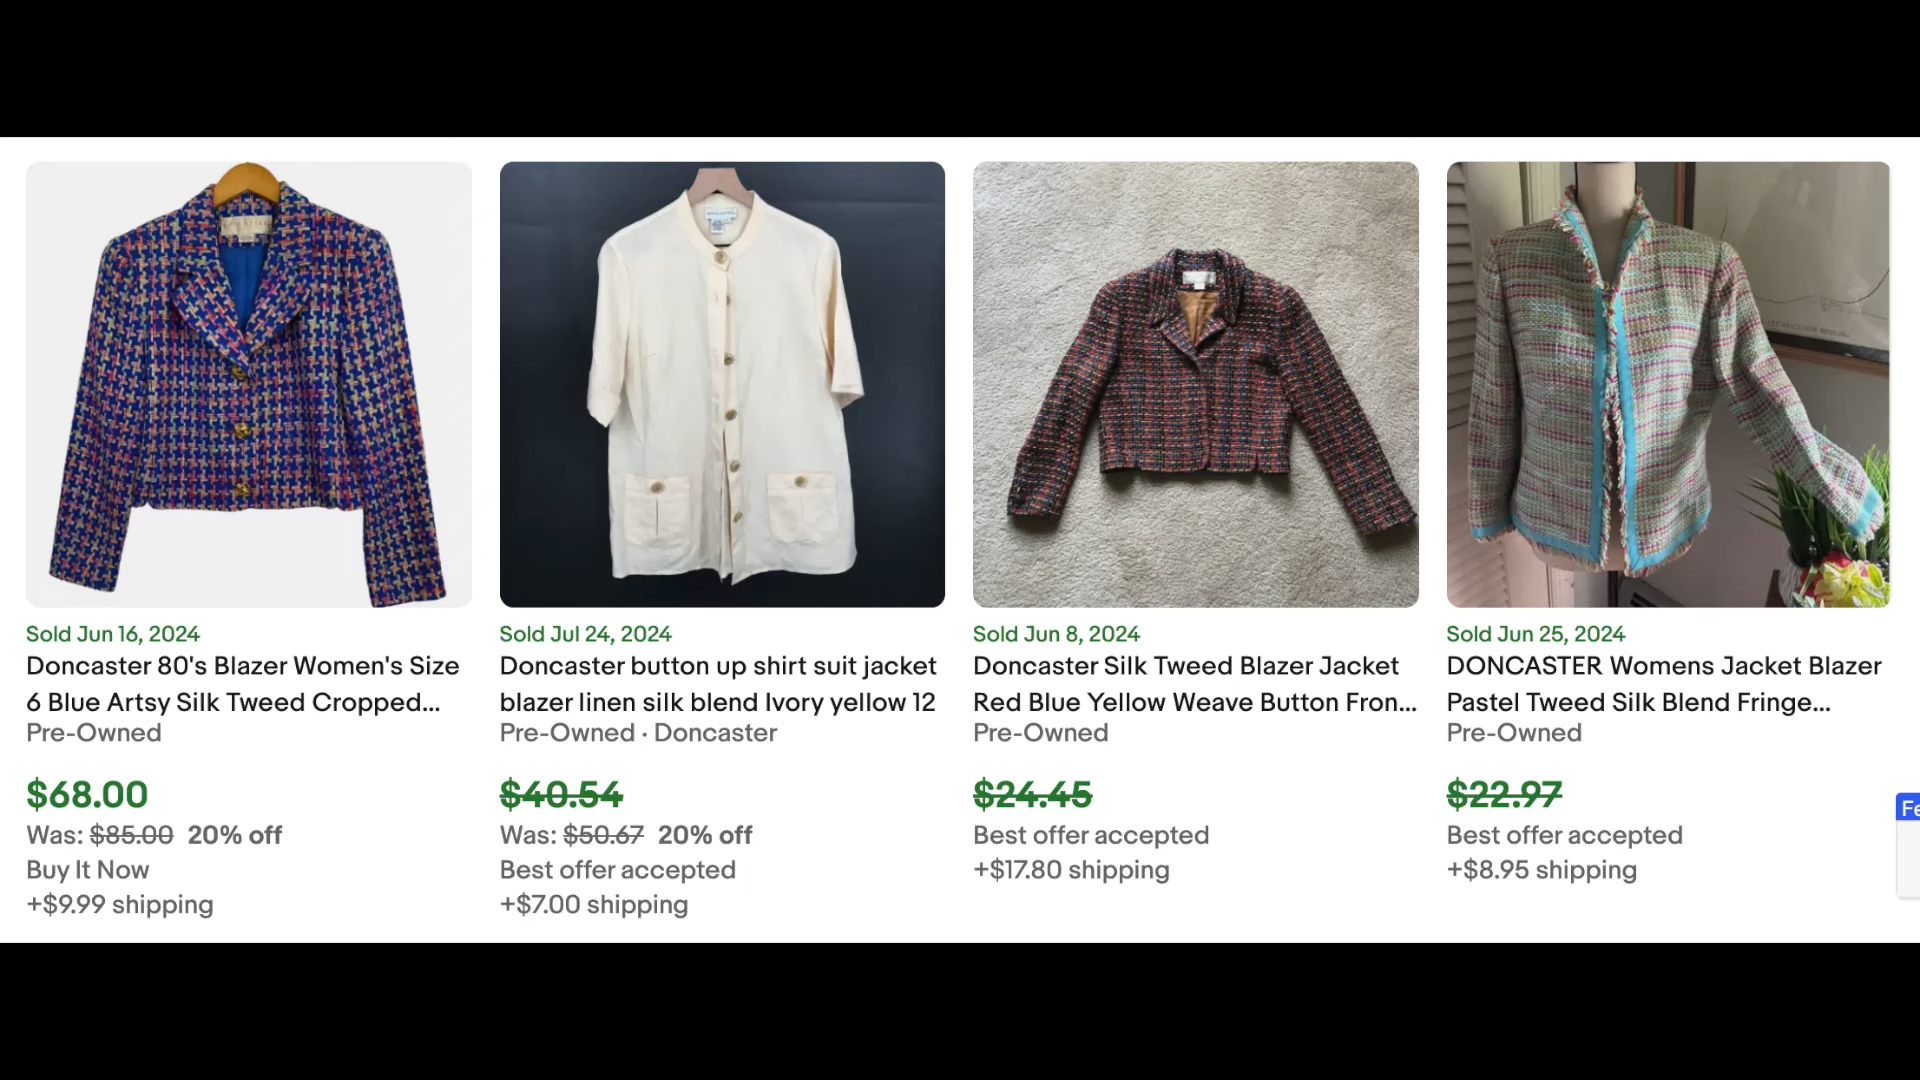 Sold Jun 16, 2024
Doncaster 80's Blazer Women's Size
6 Blue Artsy Silk Tweed Cropped...
Pre-Owned
$68.00
Was: $85.00 20% off
Buy It Now
+$9.99 shipping
Sold Jul 24, 2024
Doncaster button up shirt suit jacket
blazer linen silk blend Ivory yellow 12
Pre-Owned · Doncaster
$40.54
Was: $50.67 20% off
Best offer accepted
+$7.00 shipping
Sold Jun 8, 2024
Doncaster Silk Tweed Blazer Jacket
Red Blue Yellow Weave Button Fron...
Pre-Owned
$24.45
Best offer accepted
+$17.80 shipping
Sold Jun 25, 2024
DONCASTER Womens Jacket Blazer
Pastel Tweed Silk Blend Fringe...
Pre-Owned
$22.97
Best offer accepted
+$8.95 shipping
Fe